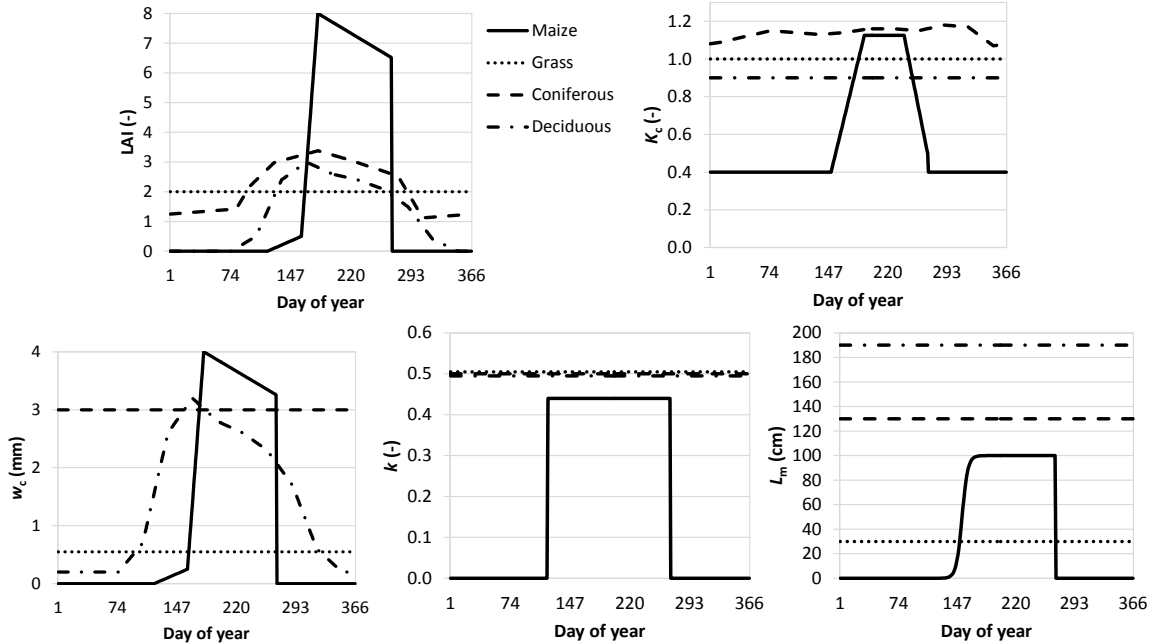 LAI (-)
8
7
6
5
4
3
2
1
0
1 74 147 220 293 366
Day of year
Maize
Grass
Coniferous
Deciduous
Kc (-)
1.2
1.0
0.8
0.6
0.4
0.2
0.0
1 74 147 220 293 366
Day of year
wc (mm)
4
3
2
1
0
1 74 147 220 293 366
Day of year
k (-)
0.6
0.5
0.4
0.3
0.2
0.1
0.0
1 74 147 220 293 366
Day of year
Lm (cm)
200
180
160
140
120
100
80
60
40
20
0
1 74 147 220 293 366
Day of year